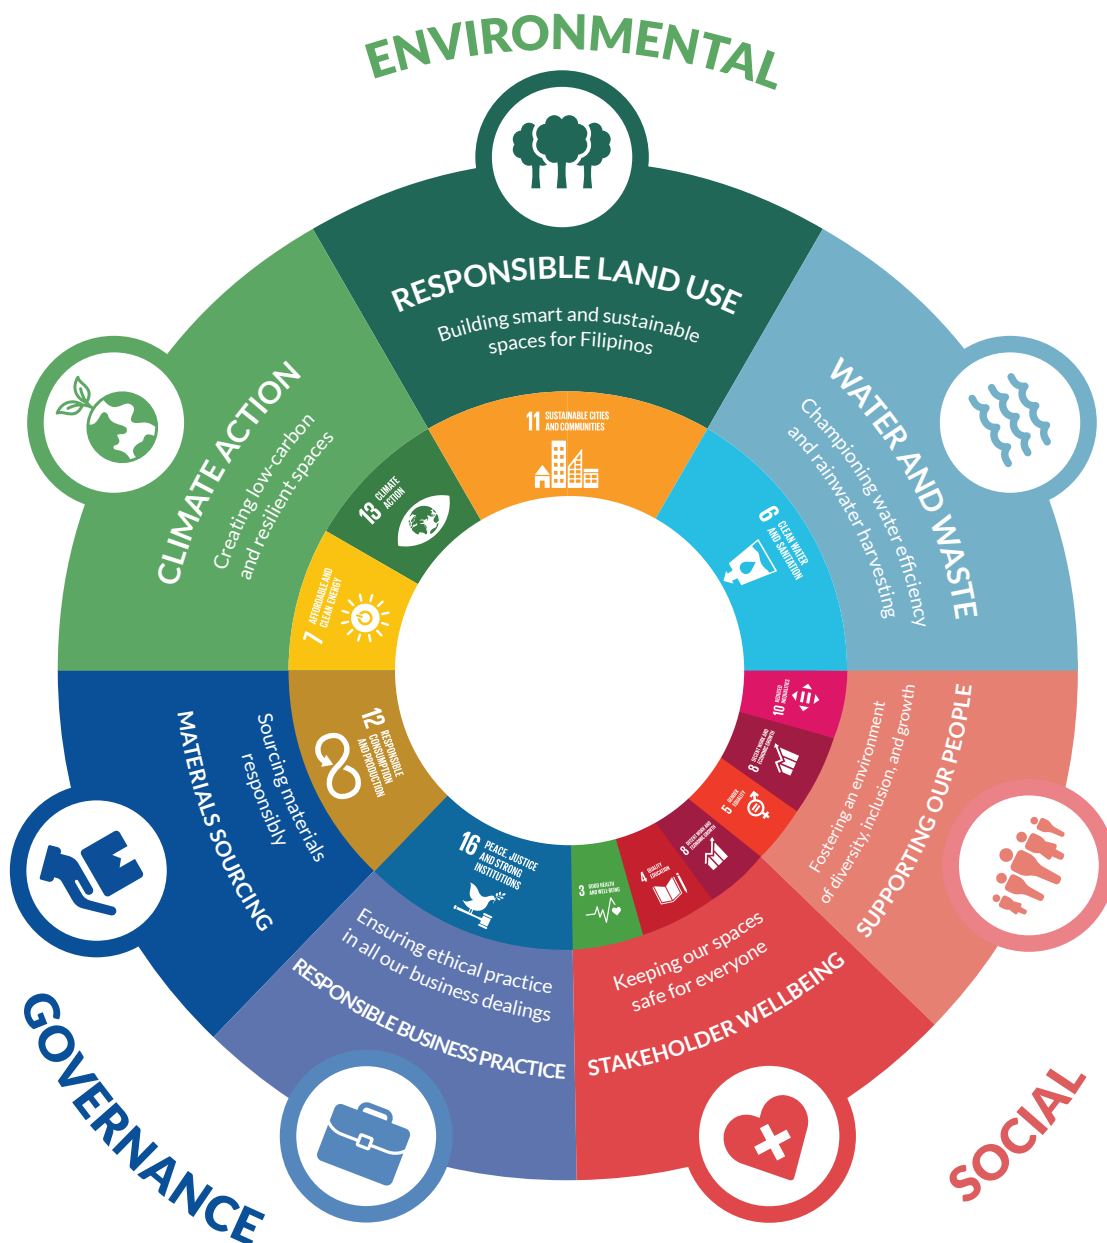 ENVIRONMENTAL
RESPONSIBLE LAND USE
Building smart and sustainable
spaces for Filipinos
11 SUSTAINABLE CITIES
AND COMMUNITIES
WATER AND WASTE
Championing water efficiency
and rainwater harvesting
6 CLEAN WATER
AND SANITATION
SUPPORTING OUR PEOPLE
Fostering an environment
of diversity, inclusion, and growth
10 REDUCED
INEQUALITIES
8 DECENT WORK AND
ECONOMIC GROWTH
5 GENDER
EQUALITY
SOCIAL
Keeping our spaces
safe for everyone
STAKEHOLDER WELLBEING
8 DECENT WORK AND
ECONOMIC GROWTH
4 QUALITY
EDUCATION
3 GOOD HEALTH
AND WELL-BEING
16 PEACE, JUSTICE
AND STRONG
INSTITUTIONS
Ensuring ethical practice
in all our business dealings
RESPONSIBLE BUSINESS PRACTICE
GOVERNANCE
MATERIALS SOURCING
Sourcing materials
responsibly
12 RESPONSIBLE
CONSUMPTION
AND PRODUCTION
CLIMATE ACTION
Creating low-carbon
and resilient spaces
7 AFFORDABLE AND
CLEAN ENERGY
13 CLIMATE
ACTION